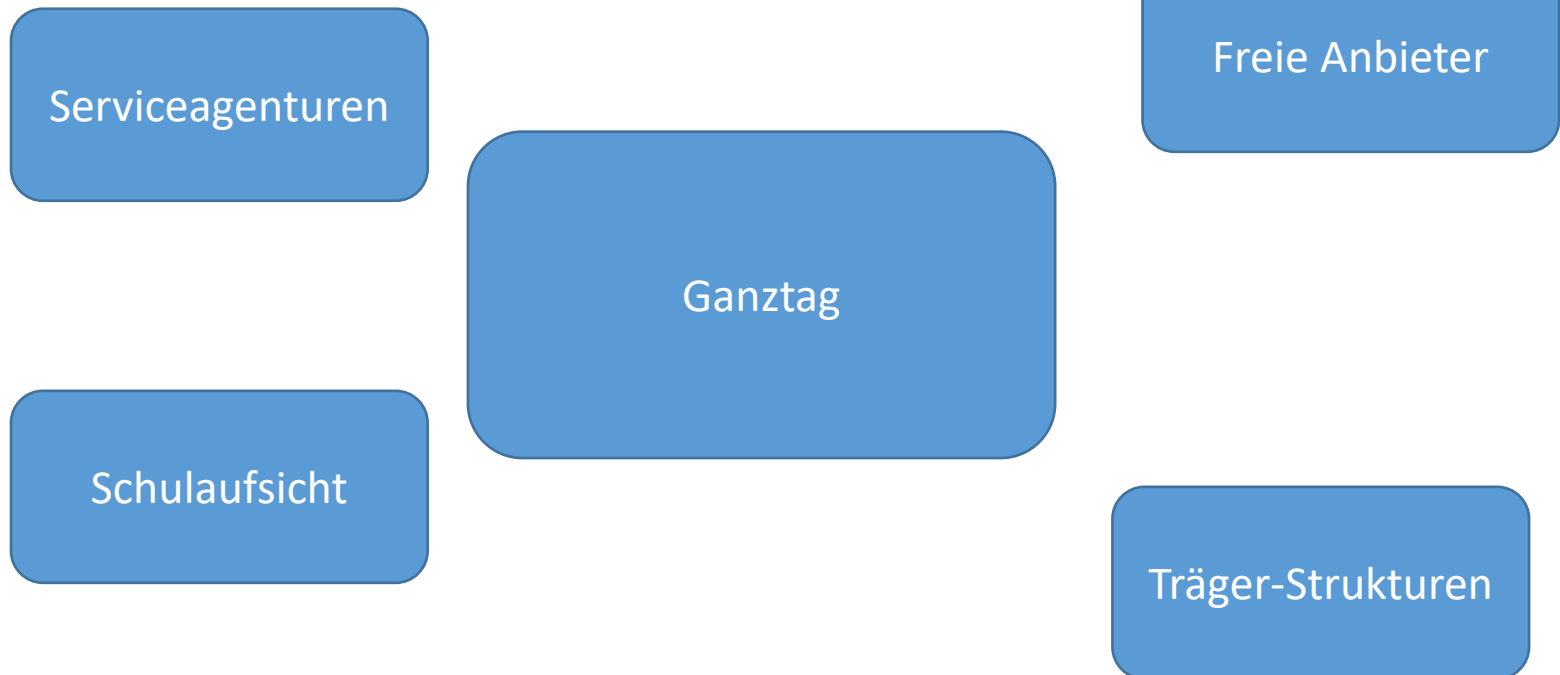 Serviceagenturen
Freie Anbieter
Ganztag
Schulaufsicht
Träger-Strukturen